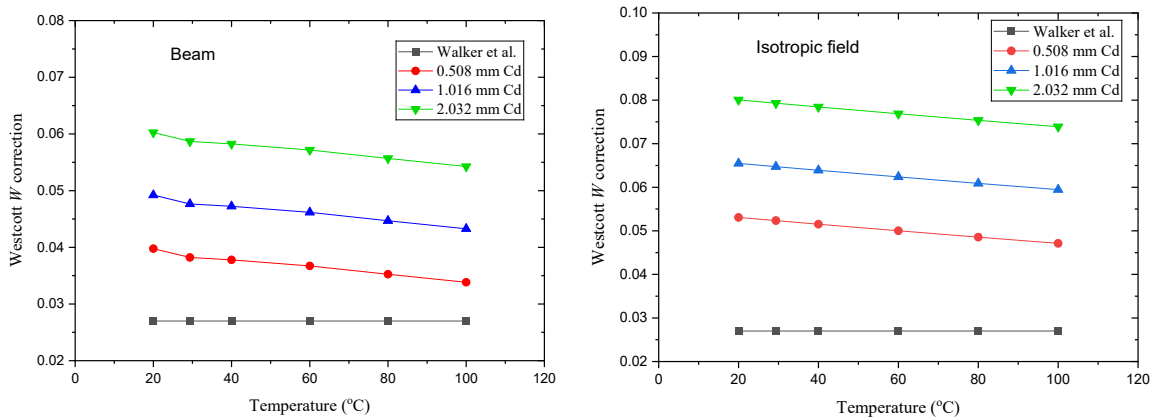 Beam
Walker et al.
0.508 mm Cd
1.016 mm Cd
2.032 mm Cd
0.08
0.07
0.06
0.05
0.04
0.03
0.02
Westcott W correction
0
20
40
60
80
100
120
Temperature (°C)
Isotropic field
Walker et al.
0.508 mm Cd
1.016 mm Cd
2.032 mm Cd
0.10
0.09
0.08
0.07
0.06
0.05
0.04
0.03
0.02
Westcott W correction
0
20
40
60
80
100
120
Temperature (°C)